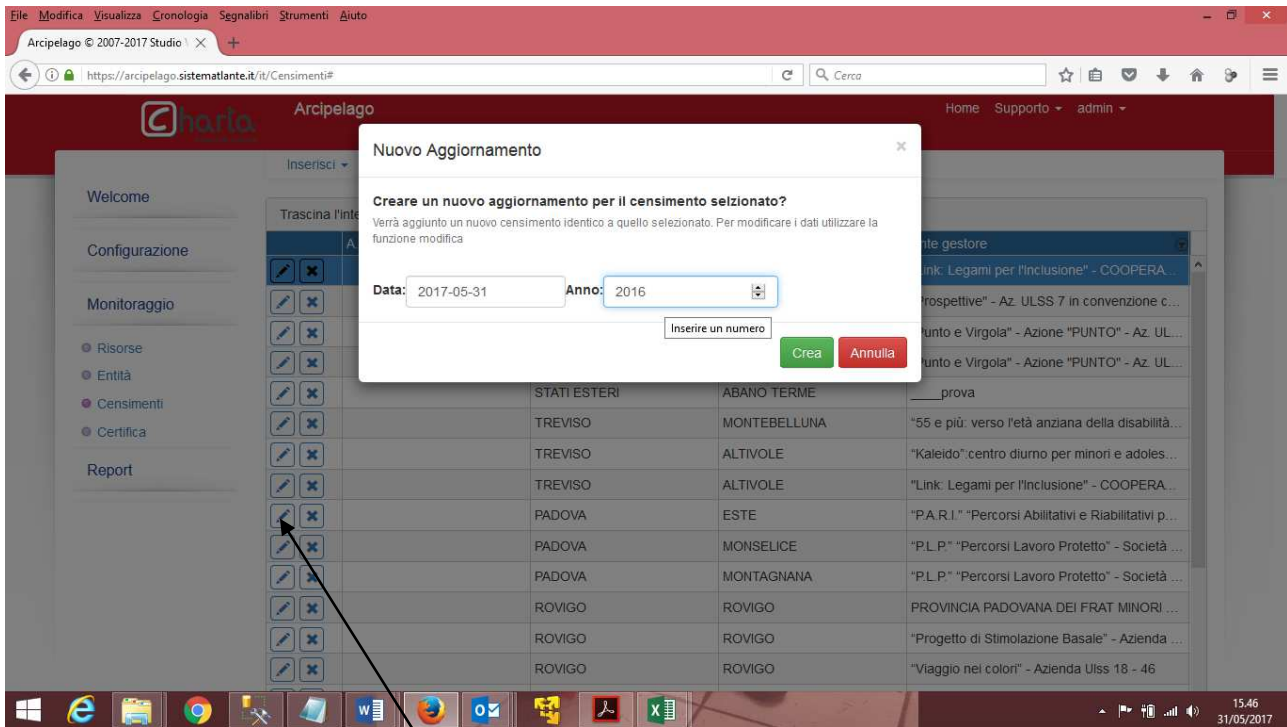 File Modifica Visualizza Cronologia Segnalibri Strumenti Aiuto
Arcipelago © 2007-2017 Studio
https://arcipelago.sistematlante.it/it/Censimenti#
Cerca
Charta
Arcipelago
Home Supporto admin
Inserisci
Nuovo Aggiornamento
Creare un nuovo aggiornamento per il censimento selzionato?
Verrà aggiunto un nuovo censimento identico a quello selezionato. Per modificare i dati utilizzare la
funzione modifica
Data: 2017-05-31 Anno: 2016
Inserire un numero
Crea Annulla
Welcome
Configurazione
Monitoraggio
Risorse
Entità
Censimenti
Certifica
Report
Trascina l'inte
A nte gestore
ink: Legami per l'Inclusione" - COOPERA...
rospettive" - Az. ULSS 7 in convenzione c...
unto e Virgola" - Azione "PUNTO" - Az. UL...
unto e Virgola" - Azione "PUNTO" - Az. UL...
STATI ESTERI ABANO TERME ____prova
TREVISO MONTEBELLUNA "55 e più: verso l'età anziana della disabilità...
TREVISO ALTIVOLE "Kaleido":centro diurno per minori e adoles...
TREVISO ALTIVOLE "Link: Legami per l'Inclusione" - COOPERA...
PADOVA ESTE "P.A.R.I." "Percorsi Abilitativi e Riabilitativi p...
PADOVA MONSELICE "P.L.P." "Percorsi Lavoro Protetto" - Società ...
PADOVA MONTAGNANA "P.L.P." "Percorsi Lavoro Protetto" - Società ...
ROVIGO ROVIGO PROVINCIA PADOVANA DEI FRAT MINORI ...
ROVIGO ROVIGO "Progetto di Stimolazione Basale" - Azienda ...
ROVIGO ROVIGO "Viaggio nei colori" - Azienda Ulss 18 - 46
15.46
31/05/2017